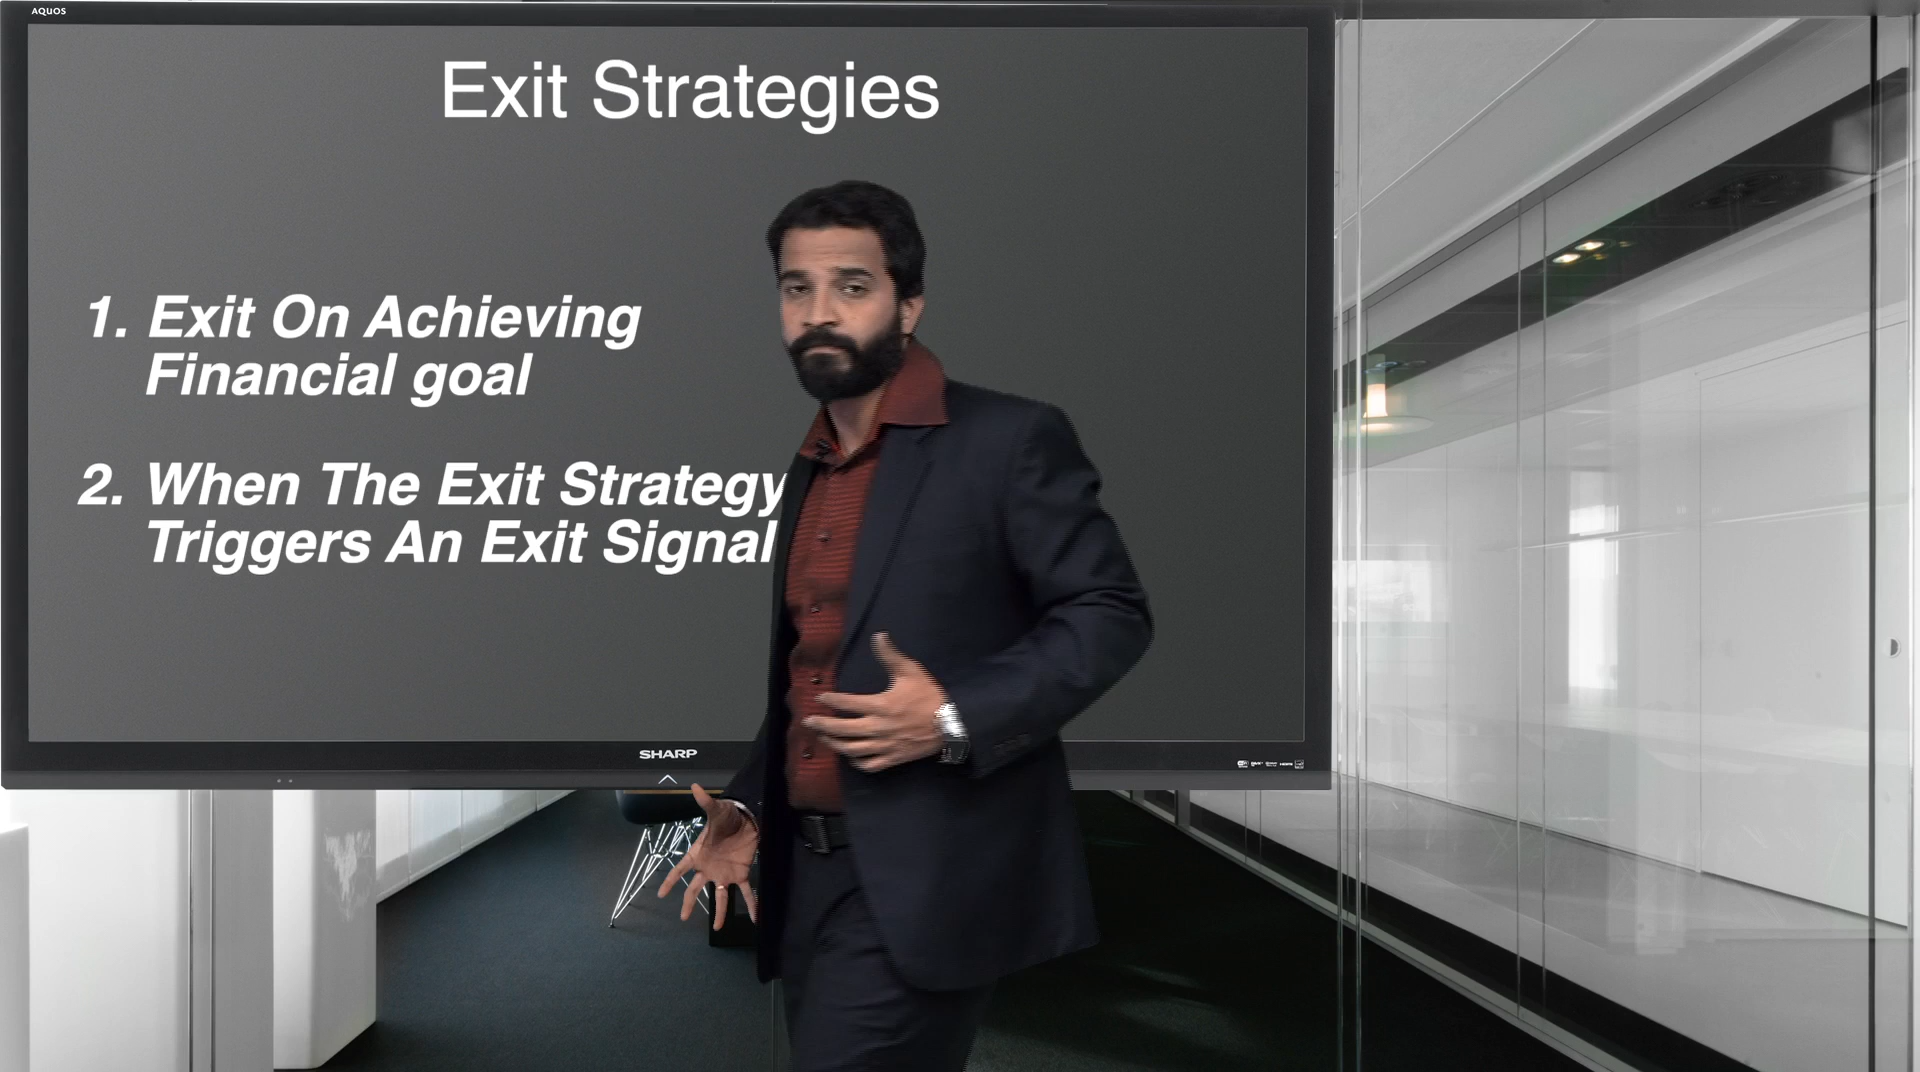 AQUOS
Exit Strategies
1. Exit On Achieving
Financial goal
2. When The Exit Strategy
Triggers An Exit Signal
SHARP